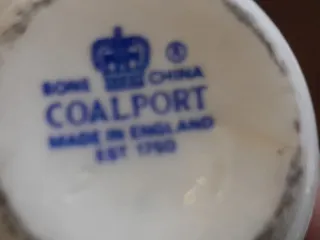 BONE CHINA
COALPORT
MADE IN ENGLAND
EST 1750